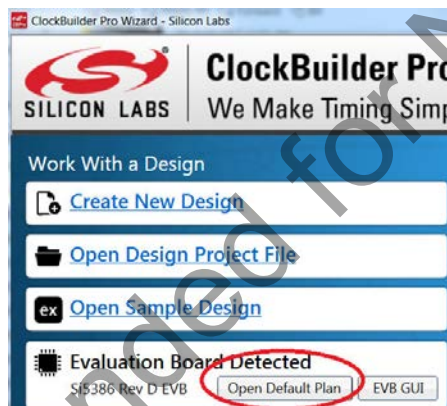 ClockBuilder Pro Wizard - Silicon Labs
SILICON LABS
ClockBuilder Pro
We Make Timing Simp
Work With a Design
Create New Design
Open Design Project File
ex Open Sample Design
Evaluation Board Detected
Si5386 Rev D EVB Open Default Plan EVB GUI